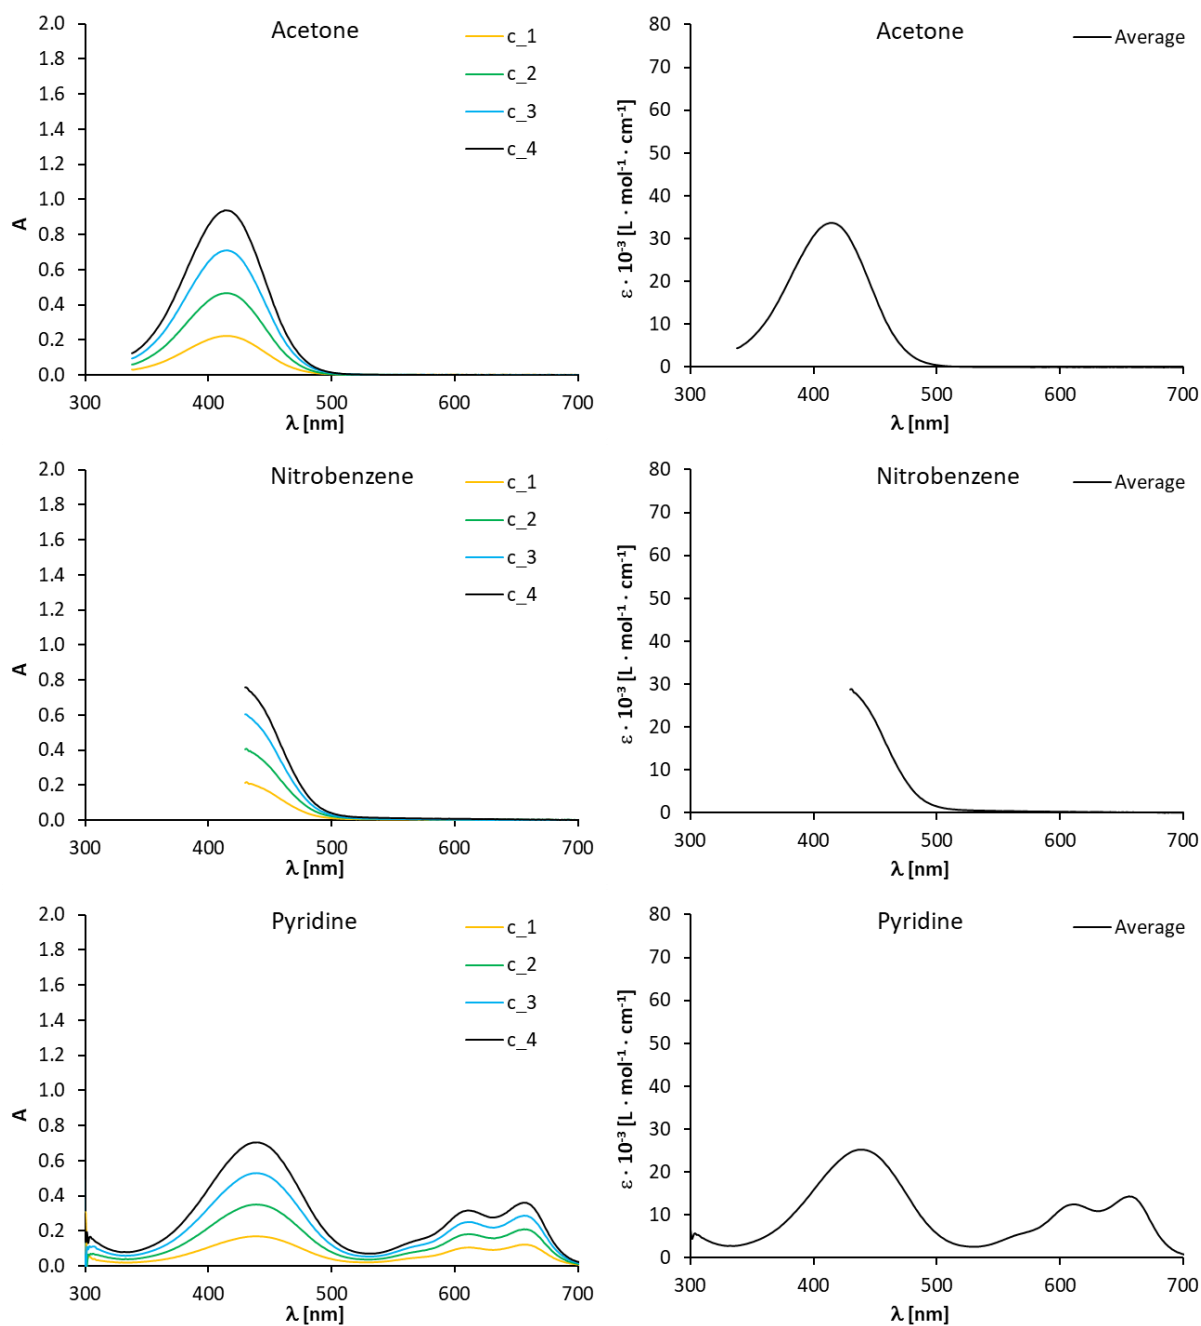 Acetone
c_1
c_2
c_3
c_4
2.0
1.8
1.6
1.4
1.2
1.0
0.8
0.6
0.4
0.2
0.0
A
300 400 500 600 700
λ [nm]
Acetone
Average
80
70
60
50
40
30
20
10
0
ε · 10⁻³ [L · mol⁻¹ · cm⁻¹]
300 400 500 600 700
λ [nm]
Nitrobenzene
c_1
c_2
c_3
c_4
2.0
1.8
1.6
1.4
1.2
1.0
0.8
0.6
0.4
0.2
0.0
A
300 400 500 600 700
λ [nm]
Nitrobenzene
Average
80
70
60
50
40
30
20
10
0
ε · 10⁻³ [L · mol⁻¹ · cm⁻¹]
300 400 500 600 700
λ [nm]
Pyridine
c_1
c_2
c_3
c_4
2.0
1.8
1.6
1.4
1.2
1.0
0.8
0.6
0.4
0.2
0.0
A
300 400 500 600 700
λ [nm]
Pyridine
Average
80
70
60
50
40
30
20
10
0
ε · 10⁻³ [L · mol⁻¹ · cm⁻¹]
300 400 500 600 700
λ [nm]